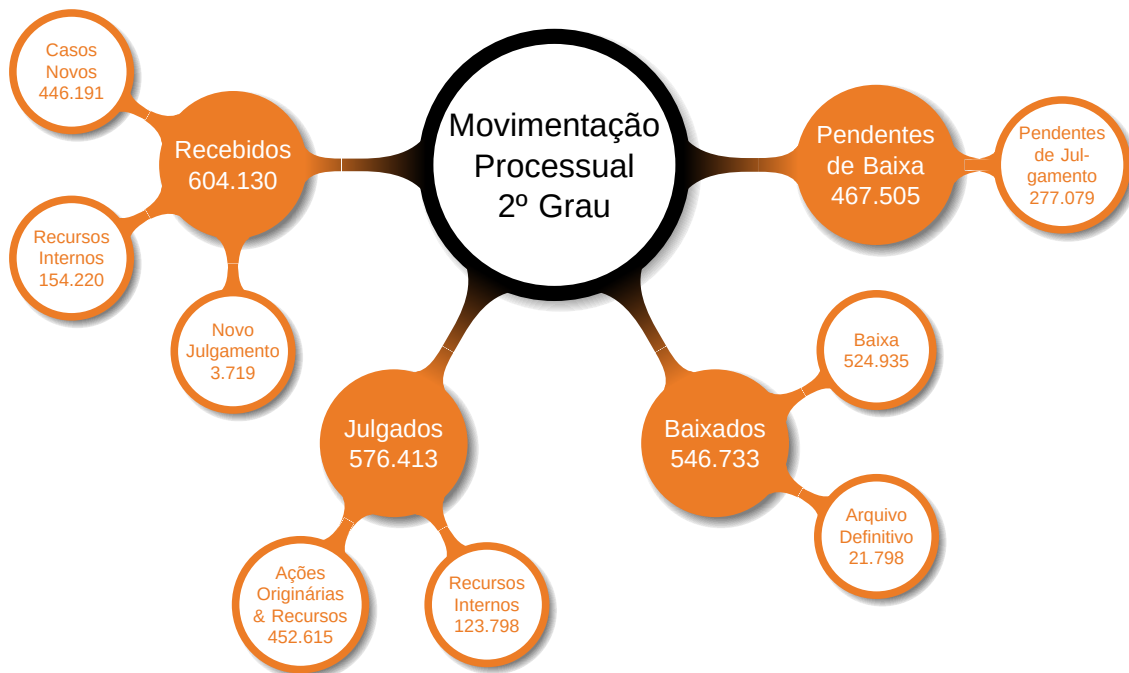 Movimentação
Processual
2º Grau
Recebidos
604.130
Casos
Novos
446.191
Recursos
Internos
154.220
Novo
Julgamento
3.719
Julgados
576.413
Ações
Originárias
& Recursos
452.615
Recursos
Internos
123.798
Baixados
546.733
Baixa
524.935
Arquivo
Definitivo
21.798
Pendentes
de Baixa
467.505
Pendentes
de Jul-
gamento
277.079